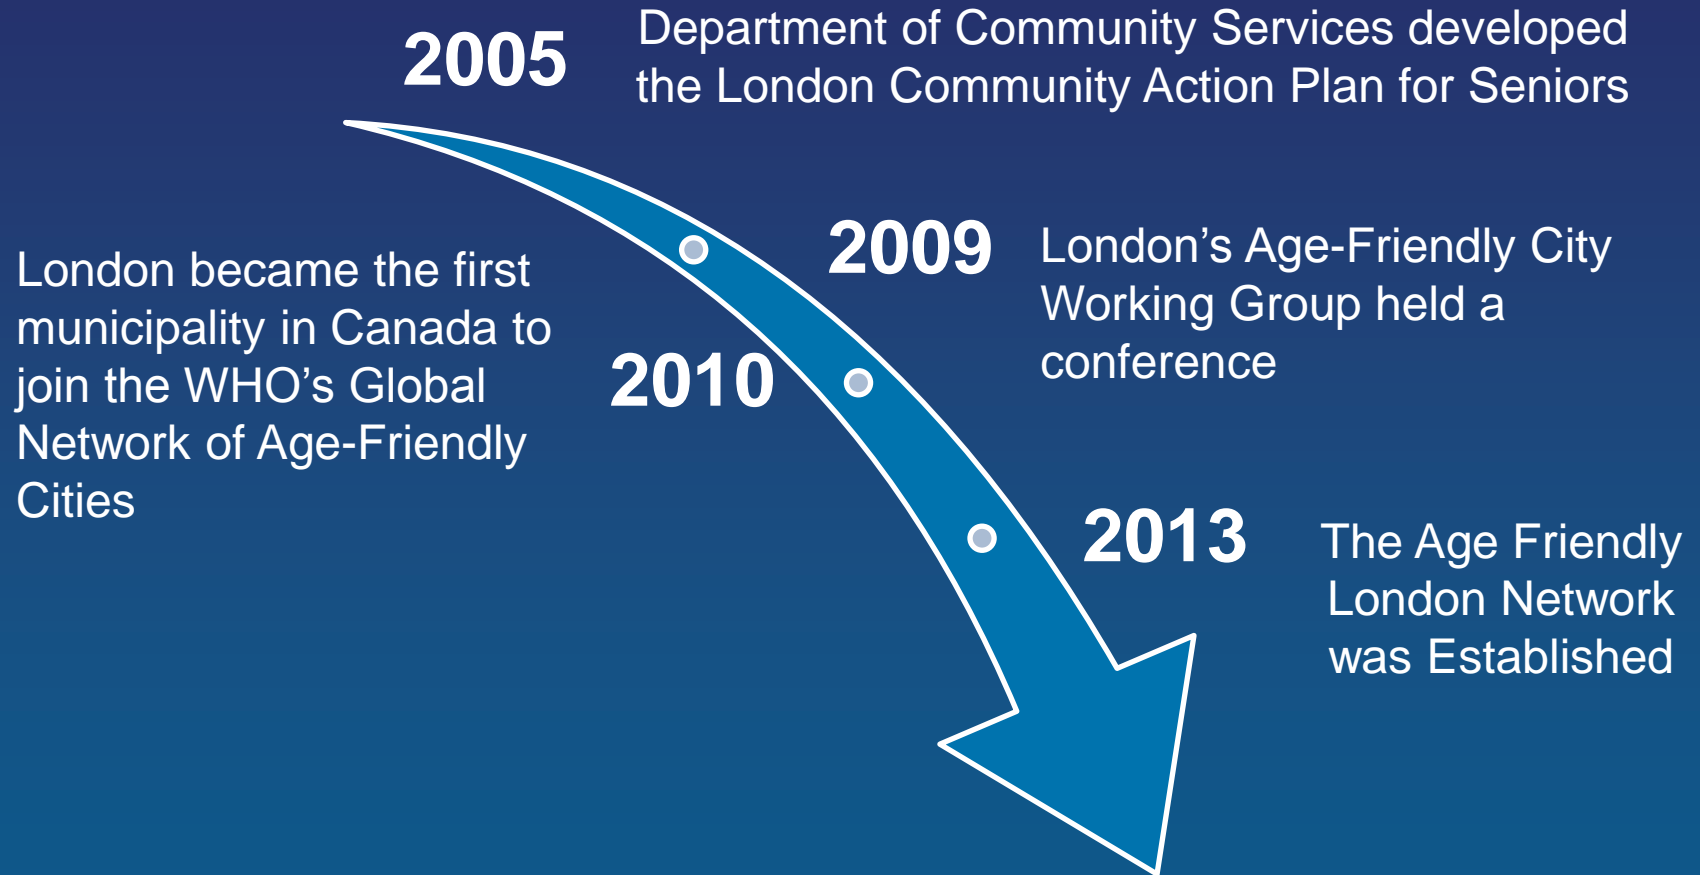 2005
Department of Community Services developed
the London Community Action Plan for Seniors
2009
London’s Age-Friendly City
Working Group held a
conference
2010
London became the first
municipality in Canada to
join the WHO’s Global
Network of Age-Friendly
Cities
2013
The Age Friendly
London Network
was Established